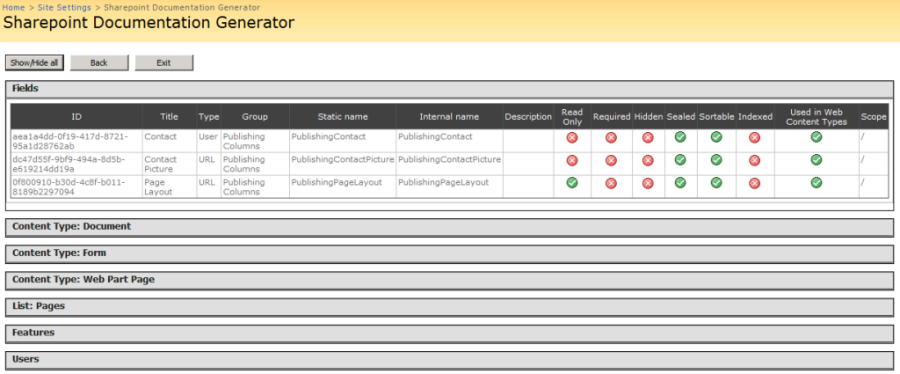 Home > Site Settings > Sharepoint Documentation Generator
Sharepoint Documentation Generator
Show/Hide all Back Exit
Fields
ID Title Type Group Static name Internal name Description Read Only Required Hidden Sealed Sortable Indexed Used in Web Content Types Scope
aea1a4dd-0f19-417d-8721-95a1d28762ab Contact User Publishing Columns PublishingContact PublishingContact /
dc47d55f-9bf9-494a-8d5b-e619214dd19a Contact Picture URL Publishing Columns PublishingContactPicture PublishingContactPicture /
0f800910-b30d-4c8f-b011-8189b2297094 Page Layout URL Publishing Columns PublishingPageLayout PublishingPageLayout /
Content Type: Document
Content Type: Form
Content Type: Web Part Page
List: Pages
Features
Users